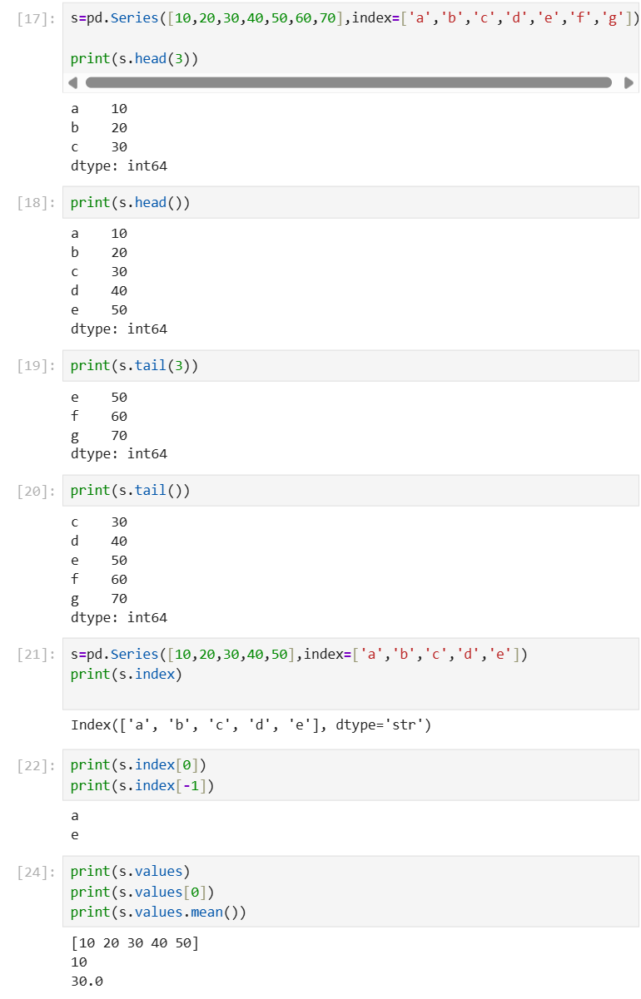 [17]: s=pd.Series([10,20,30,40,50,60,70],index=['a','b','c','d','e','f','g'])
print(s.head(3))
a    10
b    20
c    30
dtype: int64
[18]: print(s.head())
a    10
b    20
c    30
d    40
e    50
dtype: int64
[19]: print(s.tail(3))
e    50
f    60
g    70
dtype: int64
[20]: print(s.tail())
c    30
d    40
e    50
f    60
g    70
dtype: int64
[21]: s=pd.Series([10,20,30,40,50],index=['a','b','c','d','e'])
print(s.index)
Index(['a', 'b', 'c', 'd', 'e'], dtype='str')
[22]: print(s.index[0])
print(s.index[-1])
a
e
[24]: print(s.values)
print(s.values[0])
print(s.values.mean())
[10 20 30 40 50]
10
30.0